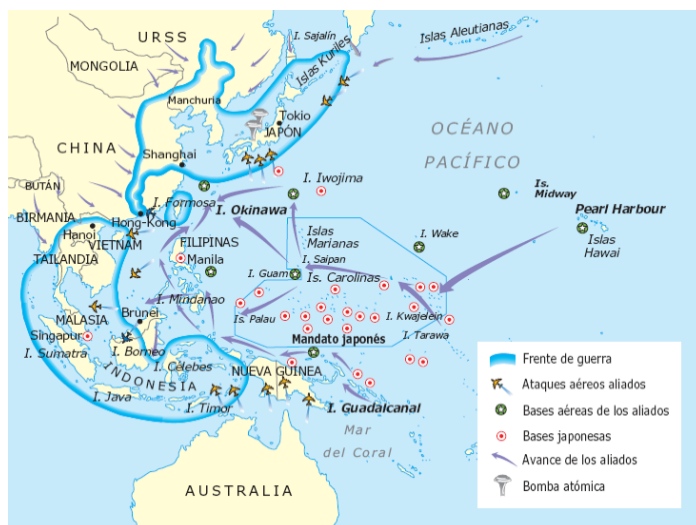 URSS
I. Sajalín
Islas Aleutianas
MONGOLIA
Islas Kuriles
Manchuria
Tokio
JAPÓN
OCÉANO
PACÍFICO
CHINA
Shanghai
BUTÁN
I. Iwojima
Is.
Midway
BIRMANIA
I. Formosa
Hong-Kong
I. Okinawa
Pearl Harbour
Hanoi
VIETNAM
Islas
Marianas
I. Wake
Islas
Hawai
TAILANDIA
FILIPINAS
Manila
I. Saipan
I. Guam
Is. Carolinas
I. Mindanao
Is. Palau
I. Kwajelein
MALASIA
Brunei
Singapur
I. Tarawa
Mandato japonés
I. Sumatra
I. Borneo
I. Célebes
NUEVA GUINEA
INDONESIA
I. Java
I. Timor
I. Guadalcanal
Mar
del Coral
AUSTRALIA
Frente de guerra
Ataques aéreos aliados
Bases aéreas de los aliados
Bases japonesas
Avance de los aliados
Bomba atómica